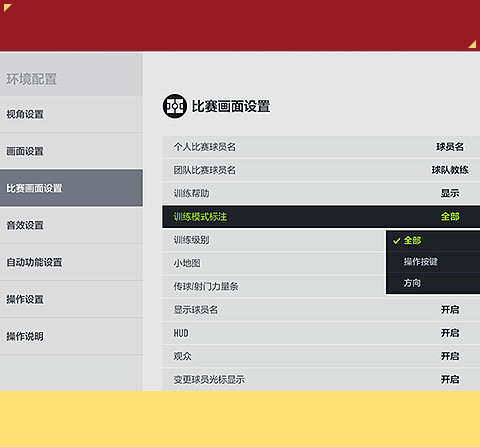 环境配置
视角设置
画面设置
比赛画面设置
音效设置
自动功能设置
操作设置
操作说明
比赛画面设置
个人比赛球员名 球员名
团队比赛球员名 球队教练
训练帮助 显示
训练模式标注 全部
训练级别
小地图
传球/射门力量条
全部
操作按键
方向
显示球员名 开启
HUD 开启
观众 开启
变更球员光标显示 开启